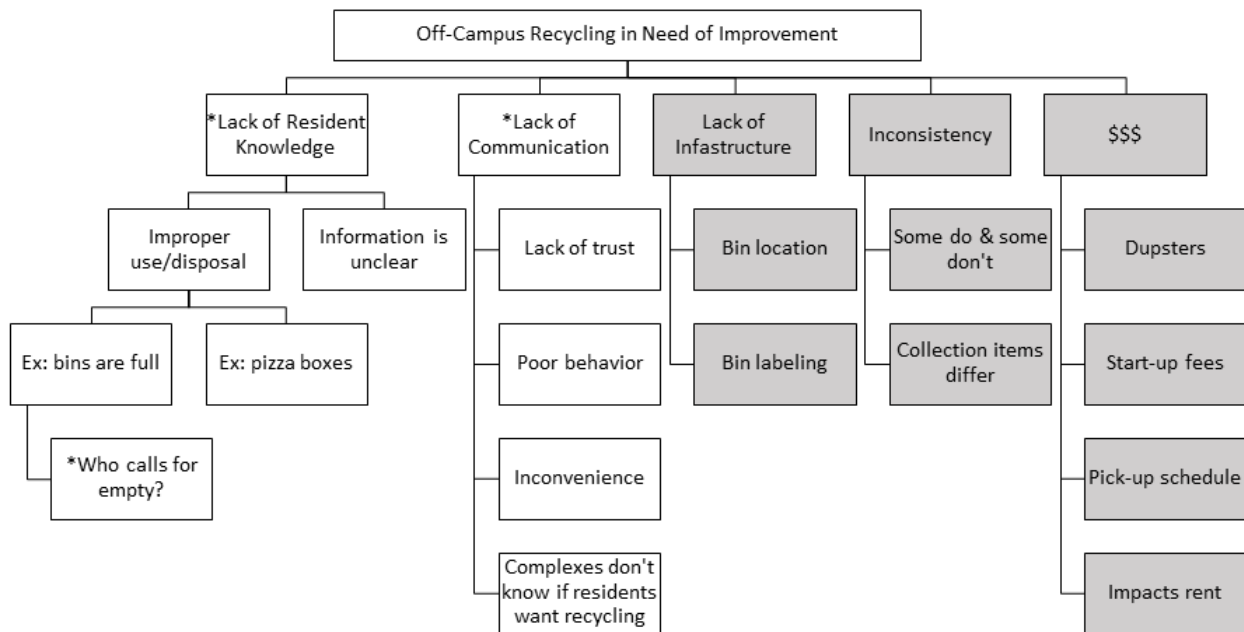 Off-Campus Recycling in Need of Improvement
*Lack of Resident
Knowledge
*Lack of
Communication
Lack of
Infastructure
Inconsistency
$$$
Improper
use/disposal
Information is
unclear
Lack of trust
Bin location
Some do & some
don't
Dupsters
Ex: bins are full
Ex: pizza boxes
Poor behavior
Bin labeling
Collection items
differ
Start-up fees
*Who calls for
empty?
Inconvenience
Pick-up schedule
Complexes don't
know if residents
want recycling
Impacts rent